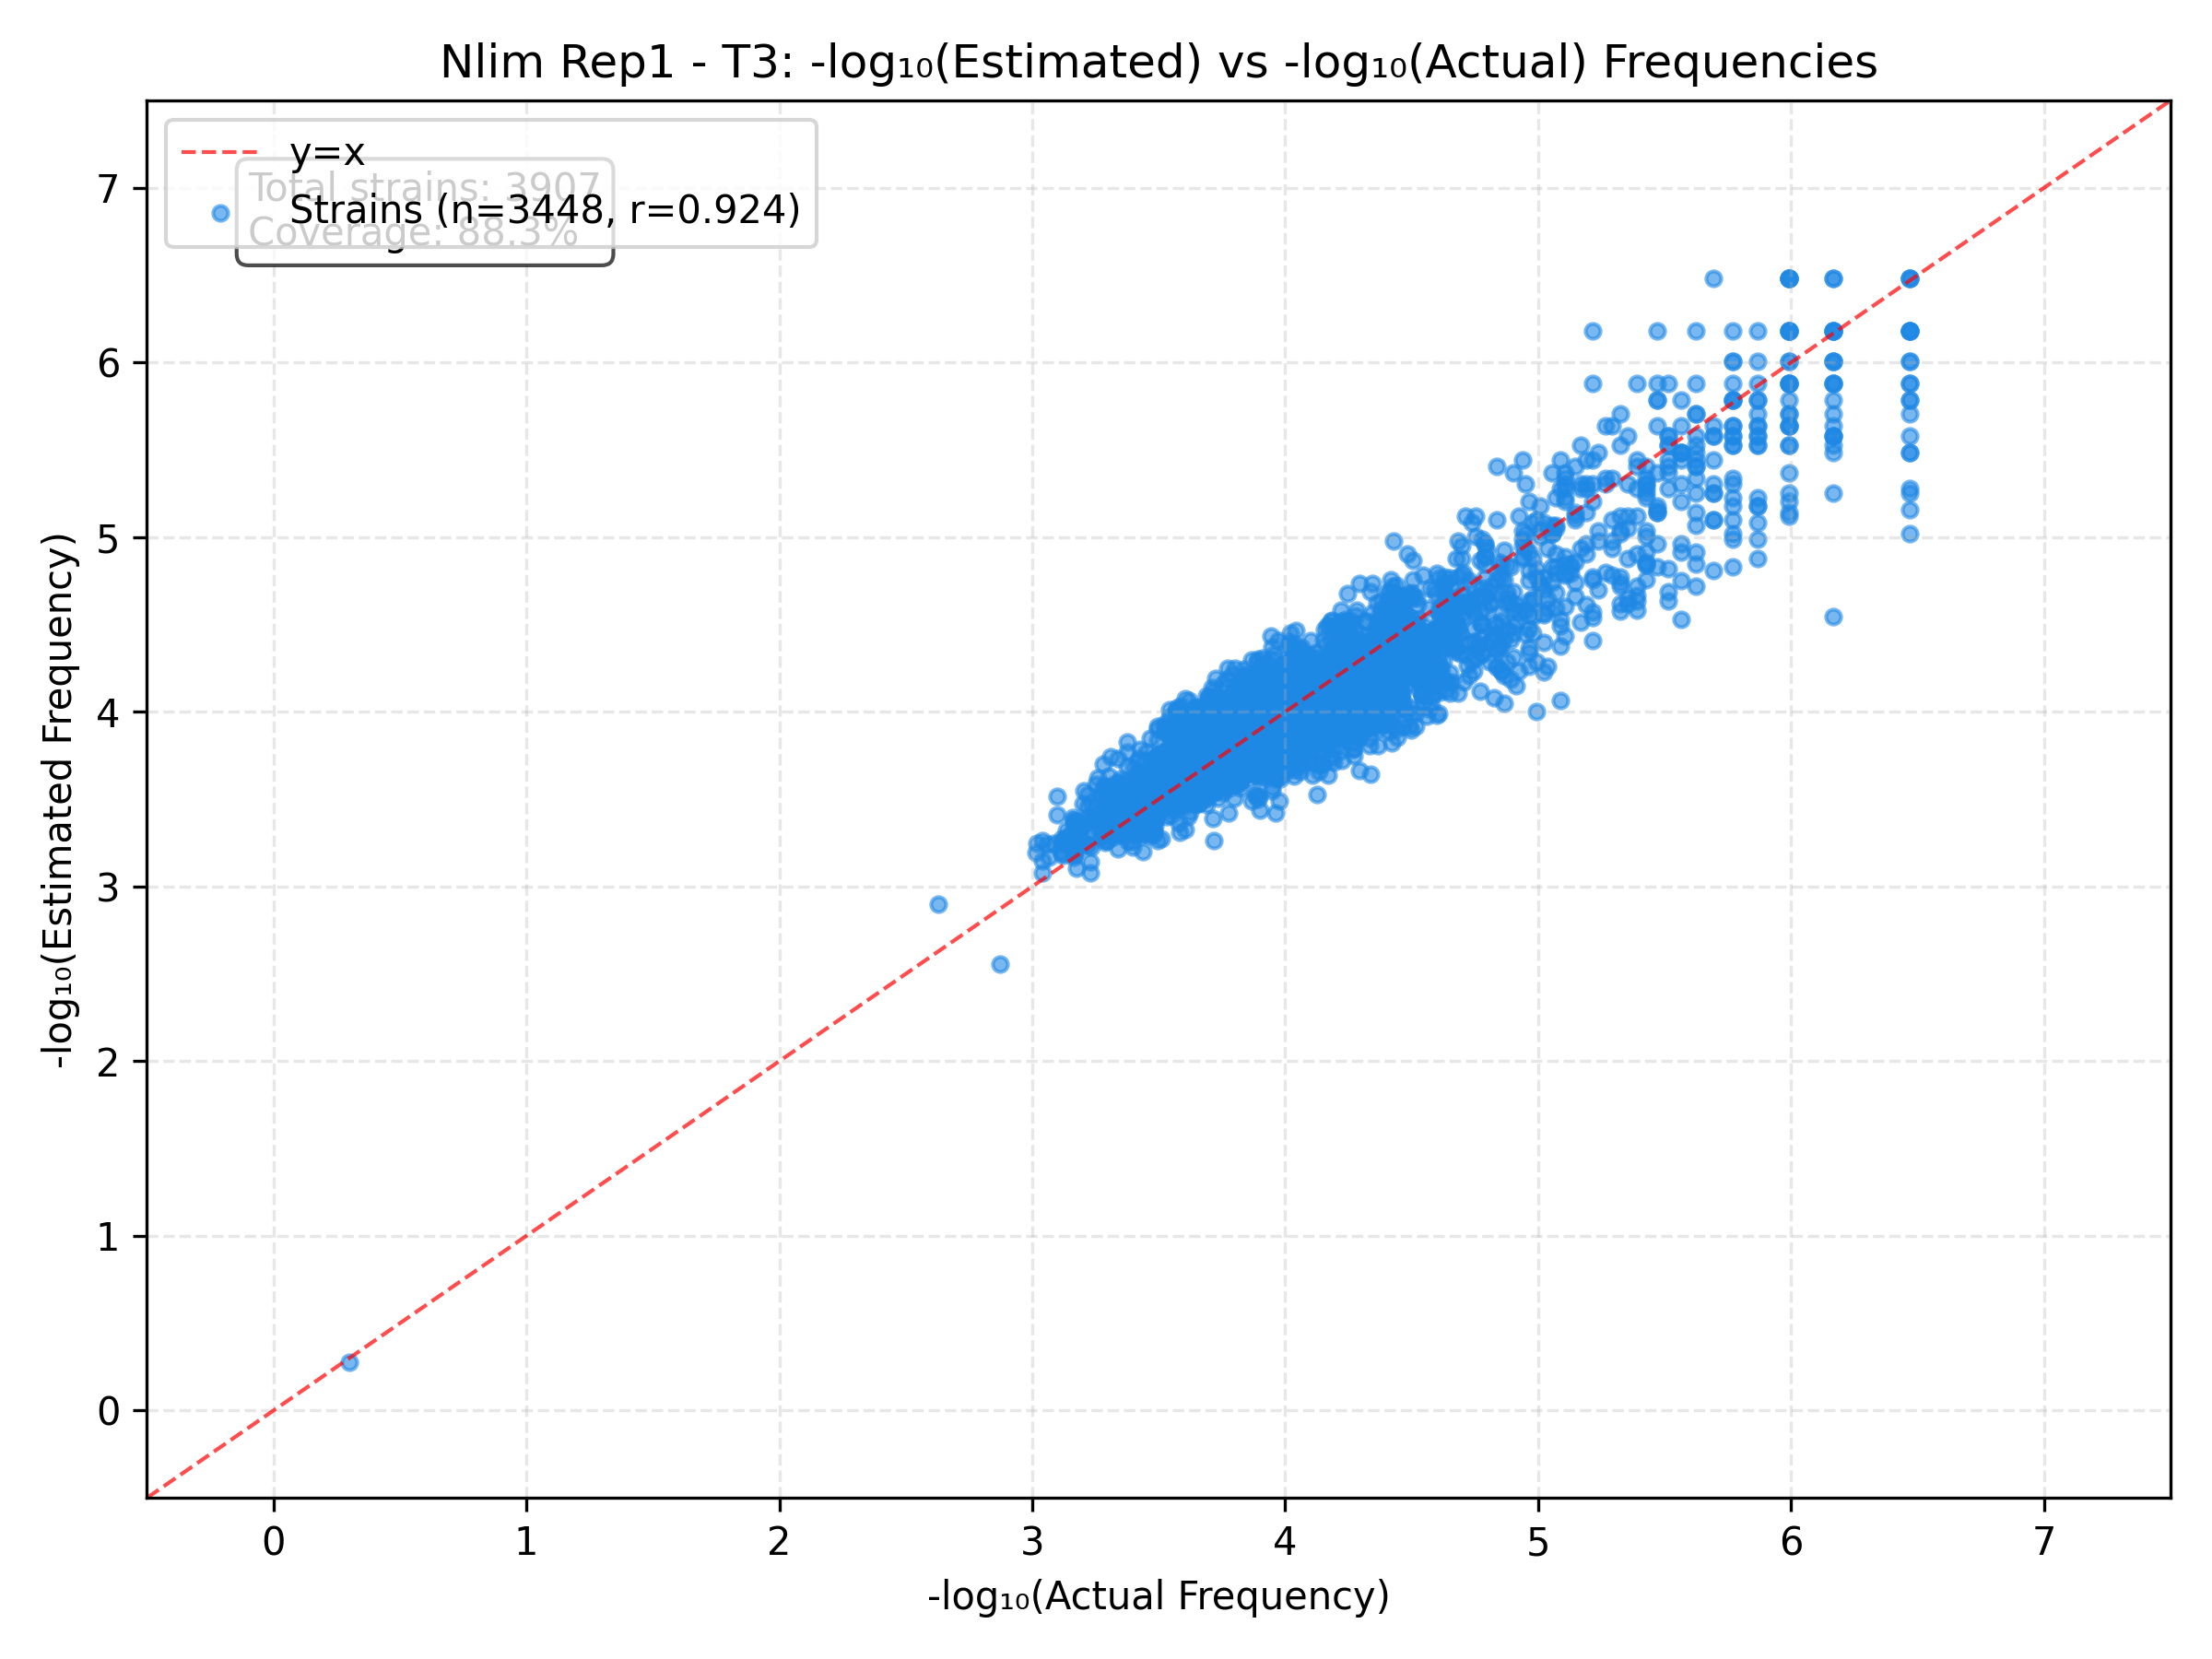 Nlim Rep1 - T3: -log₁₀(Estimated) vs -log₁₀(Actual) Frequencies
y=x
Total strains: 3907
Strains (n=3448, r=0.924)
Coverage: 88.3%
-log₁₀(Estimated Frequency)
7
6
5
4
3
2
1
0
0 1 2 3 4 5 6 7
-log₁₀(Actual Frequency)